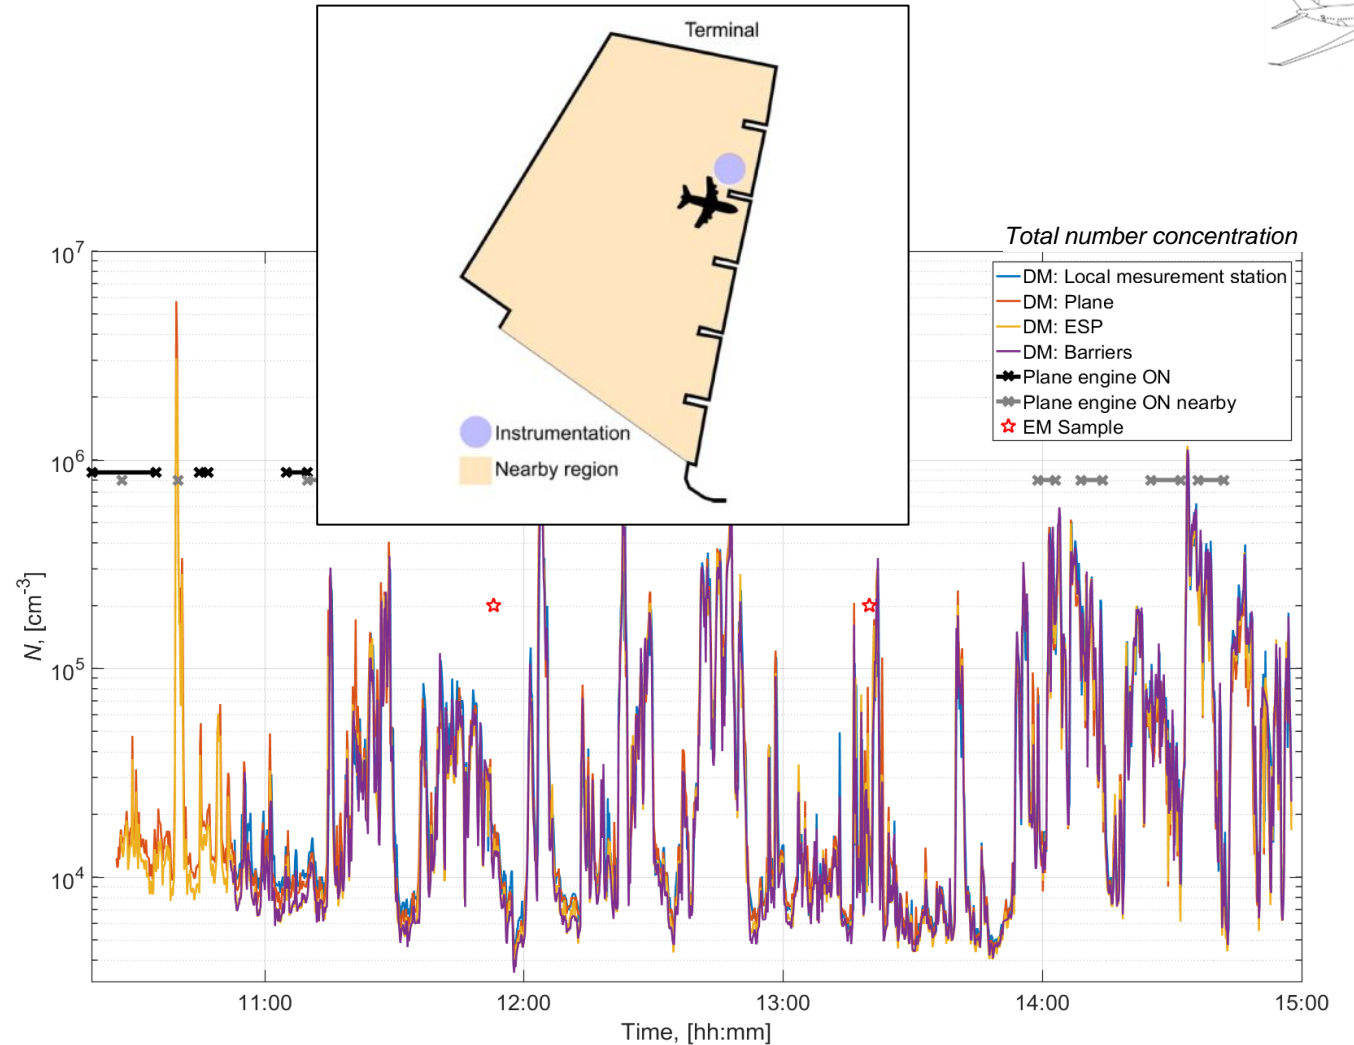 Terminal
Instrumentation
Nearby region
Total number concentration
DM: Local mesurement station
DM: Plane
DM: ESP
DM: Barriers
Plane engine ON
Plane engine ON nearby
EM Sample
10^7
10^6
10^5
10^4
N, [cm^-3]
11:00 12:00 13:00 14:00 15:00
Time, [hh:mm]